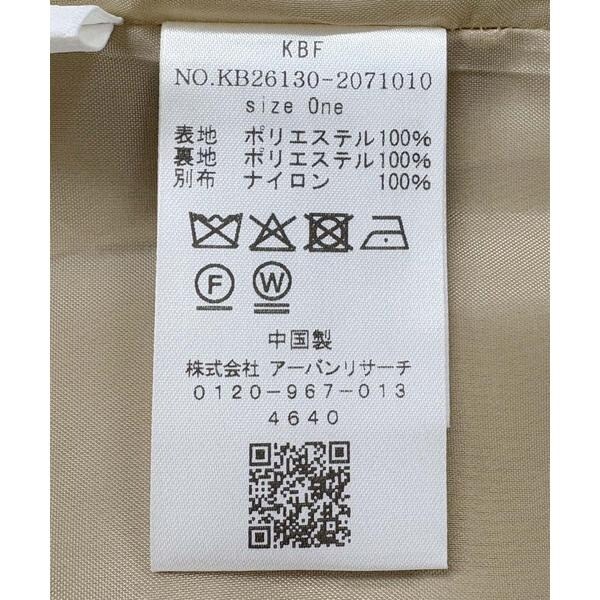 KBF
NO.KB26130-2071010
size One
表地 ポリエステル100%
裏地 ポリエステル100%
別布 ナイロン 100%
F W
中国製
株式会社 アーバンリサーチ
0120-967-013
4640